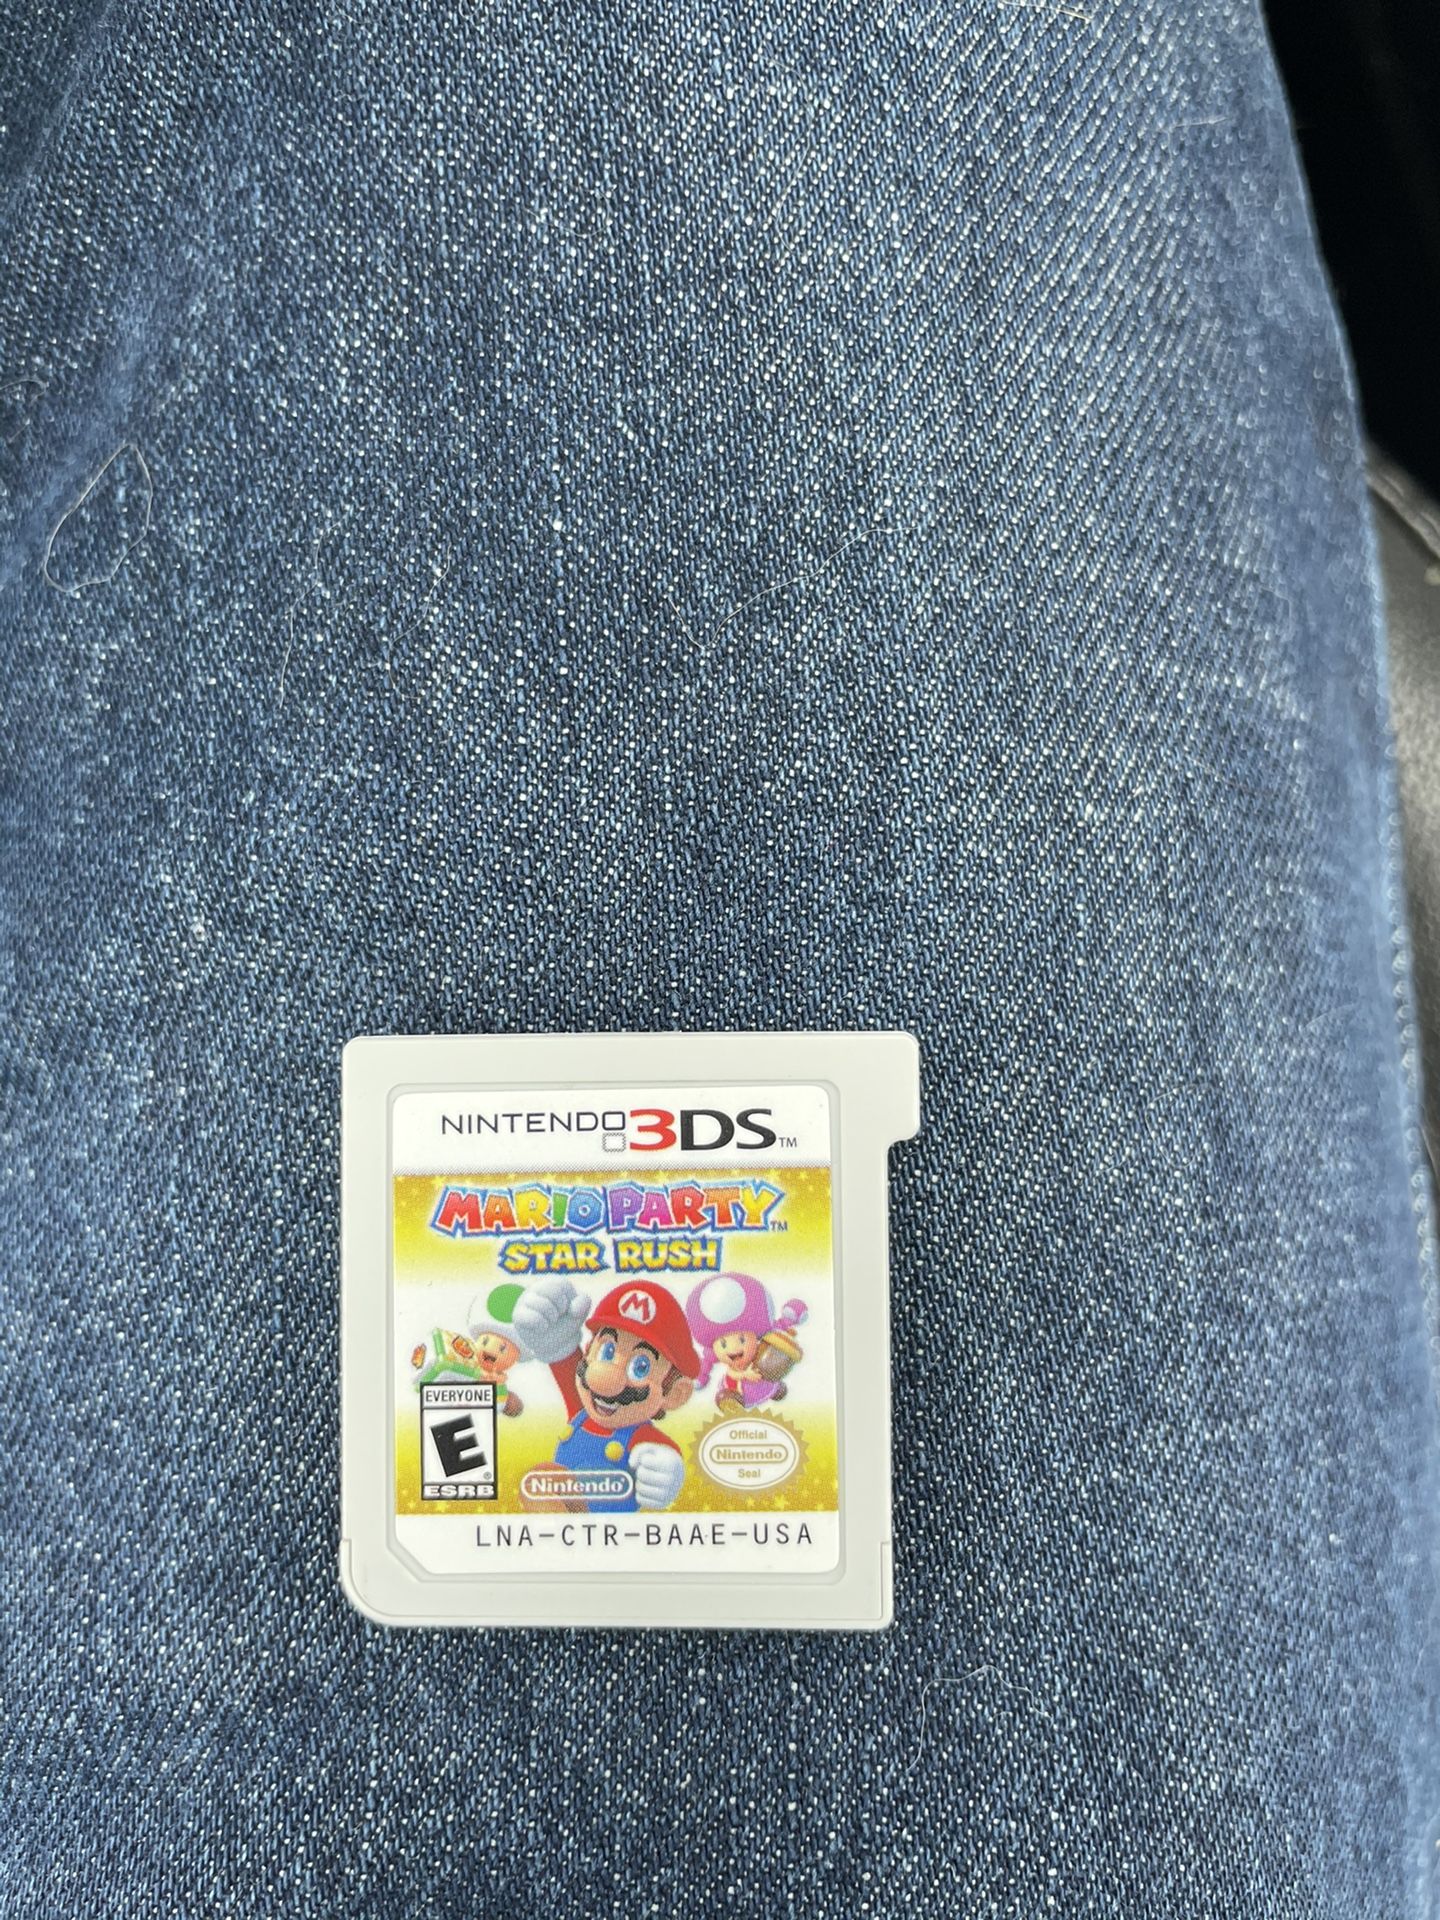 NINTENDO 3DS™
MARIO PARTY™
STAR RUSH
M
EVERYONE
E®
ESRB
Nintendo®
Official
Nintendo
Seal
LNA-CTR-BAAE-USA